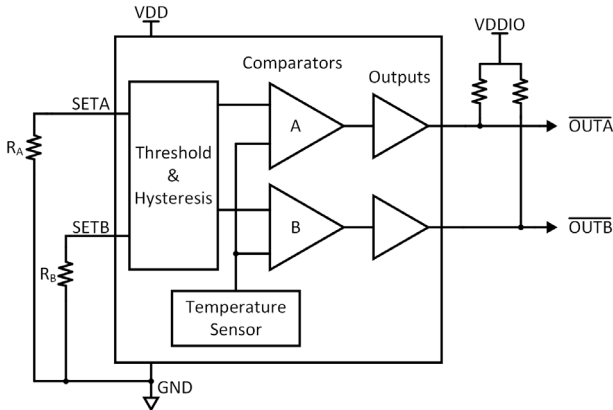 VDD
VDDIO
Comparators
Outputs
SETA
RA
Threshold
&
Hysteresis
A
OUTA
SETB
RB
B
OUTB
Temperature
Sensor
GND